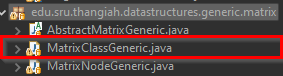 edu.sru.thangiah.datastructures.generic.matrix
AbstractMatrixGeneric.java
MatrixClassGeneric.java
MatrixNodeGeneric.java